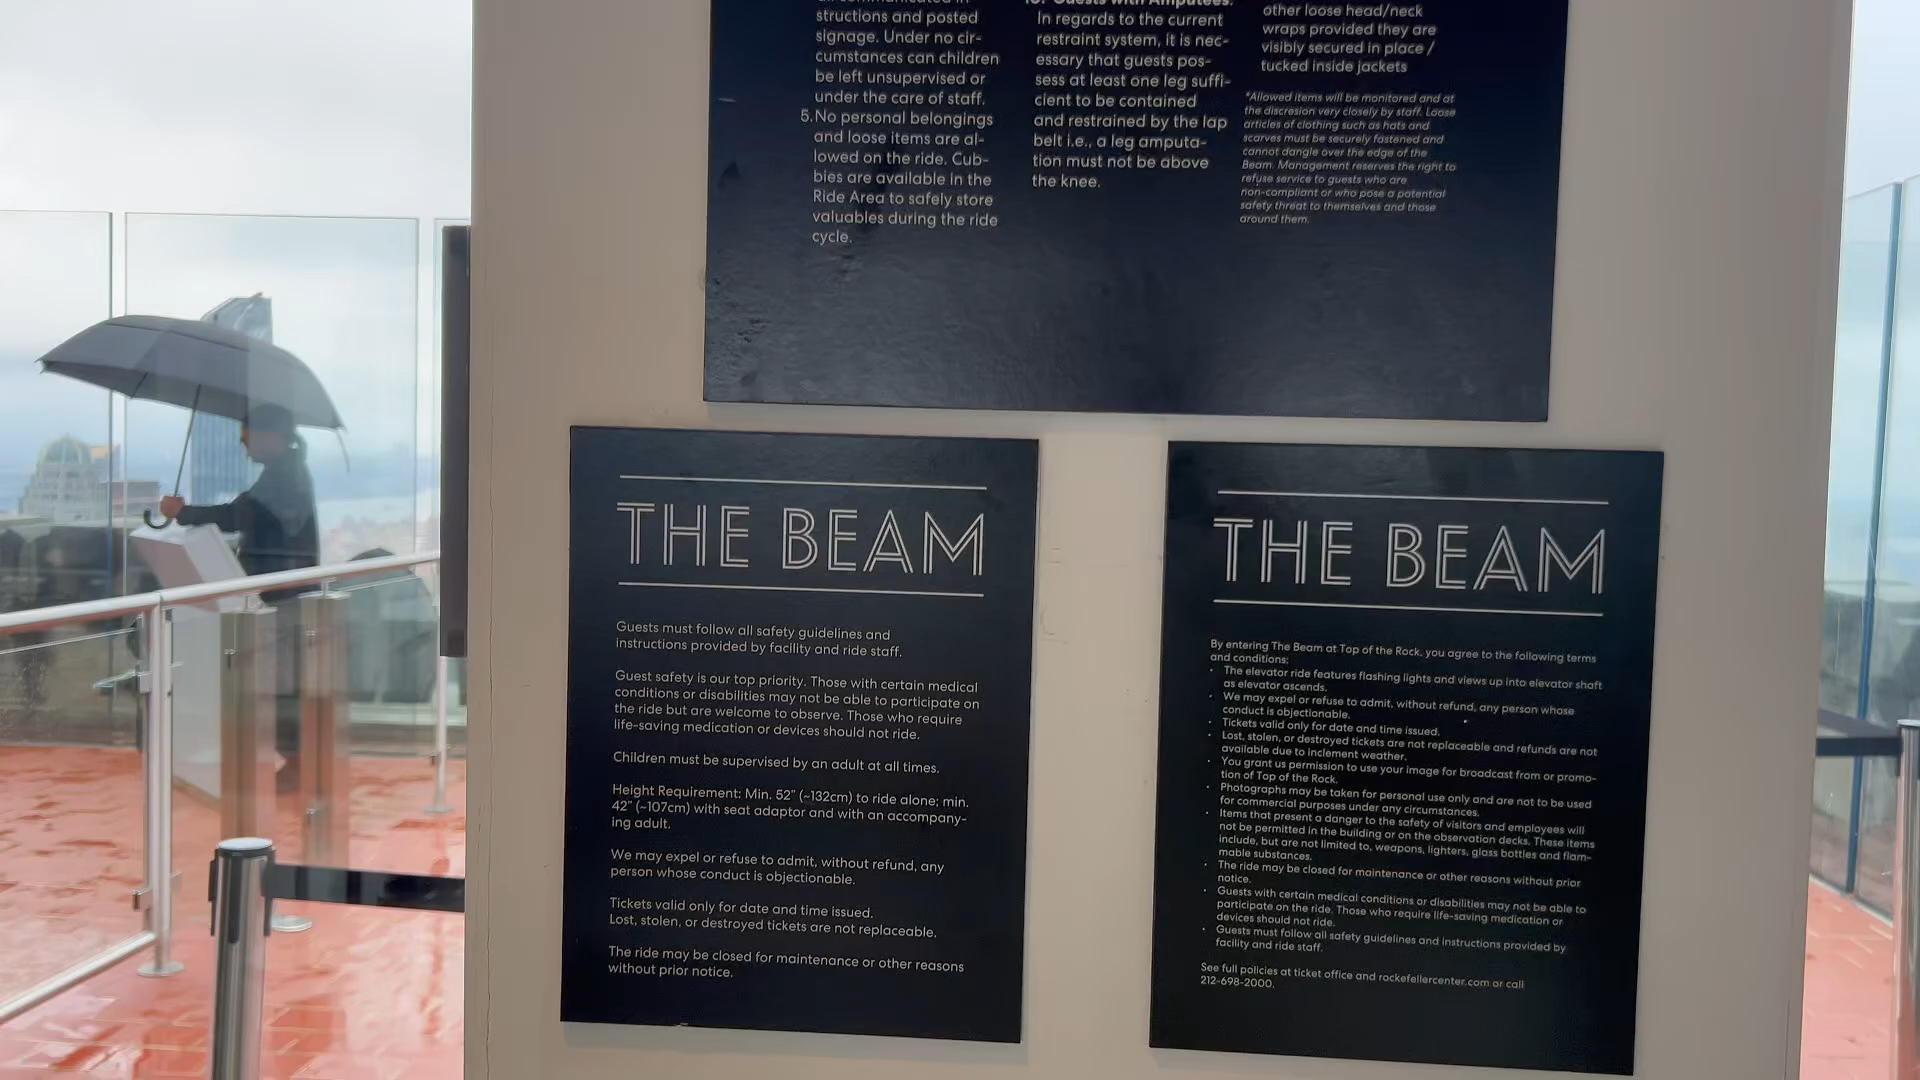 structions and posted
signage. Under no cir-
cumstances can children
be left unsupervised or
under the care of staff.
5. No personal belongings
and loose items are al-
lowed on the ride. Cub-
bies are available in the
Ride Area to safely store
valuables during the ride
cycle.
Guests with Amputees:
In regards to the current
restraint system, it is nec-
essary that guests pos-
sess at least one leg suffi-
cient to be contained
and restrained by the lap
belt i.e., a leg amputa-
tion must not be above
the knee.
other loose head/neck
wraps provided they are
visibly secured in place /
tucked inside jackets
*Allowed items will be monitored and at
the discresion very closely by staff. Loose
articles of clothing such as hats and
scarves must be securely fastened and
cannot dangle over the edge of the
Beam. Management reserves the right to
refuse service to guests who are
non-compliant or who pose a potential
safety threat to themselves and those
around them.
THE BEAM
Guests must follow all safety guidelines and
instructions provided by facility and ride staff.
Guest safety is our top priority. Those with certain medical
conditions or disabilities may not be able to participate on
the ride but are welcome to observe. Those who require
life-saving medication or devices should not ride.
Children must be supervised by an adult at all times.
Height Requirement: Min. 52" (~132cm) to ride alone; min.
42" (~107cm) with seat adaptor and with an accompany-
ing adult.
We may expel or refuse to admit, without refund, any
person whose conduct is objectionable.
Tickets valid only for date and time issued.
Lost, stolen, or destroyed tickets are not replaceable.
The ride may be closed for maintenance or other reasons
without prior notice.
THE BEAM
By entering The Beam at Top of the Rock, you agree to the following terms
and conditions:
• The elevator ride features flashing lights and views up into elevator shaft
as elevator ascends.
• We may expel or refuse to admit, without refund, any person whose
conduct is objectionable.
• Tickets valid only for date and time issued.
• Lost, stolen, or destroyed tickets are not replaceable and refunds are not
available due to inclement weather.
• You grant us permission to use your image for broadcast from or promo-
tion of Top of the Rock.
• Photographs may be taken for personal use only and are not to be used
for commercial purposes under any circumstances.
• Items that present a danger to the safety of visitors and employees will
not be permitted in the building or on the observation decks. These items
include, but are not limited to, weapons, lighters, glass bottles and flam-
mable substances.
• The ride may be closed for maintenance or other reasons without prior
notice.
• Guests with certain medical conditions or disabilities may not be able to
participate on the ride. Those who require life-saving medication or
devices should not ride.
• Guests must follow all safety guidelines and instructions provided by
facility and ride staff.
See full policies at ticket office and rockefellercenter.com or call
212-698-2000.